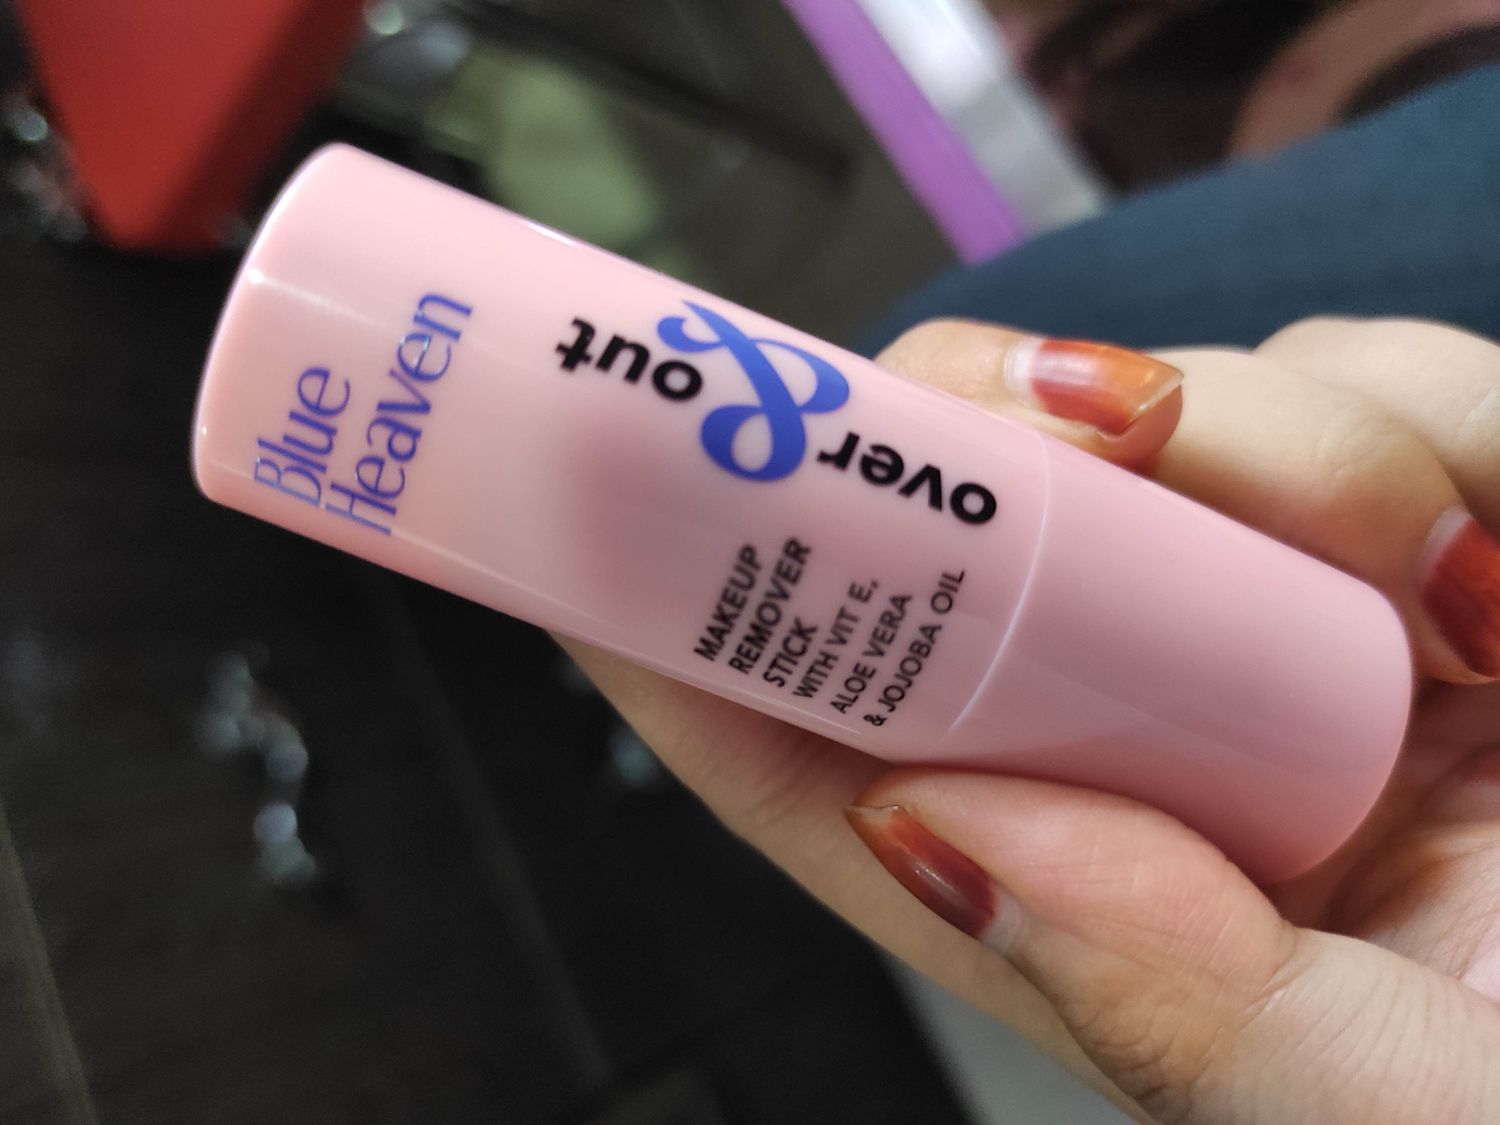 Blue
Heaven
over & out
MAKEUP
REMOVER
STICK
WITH VIT E,
ALOE VERA
& JOJOBA OIL